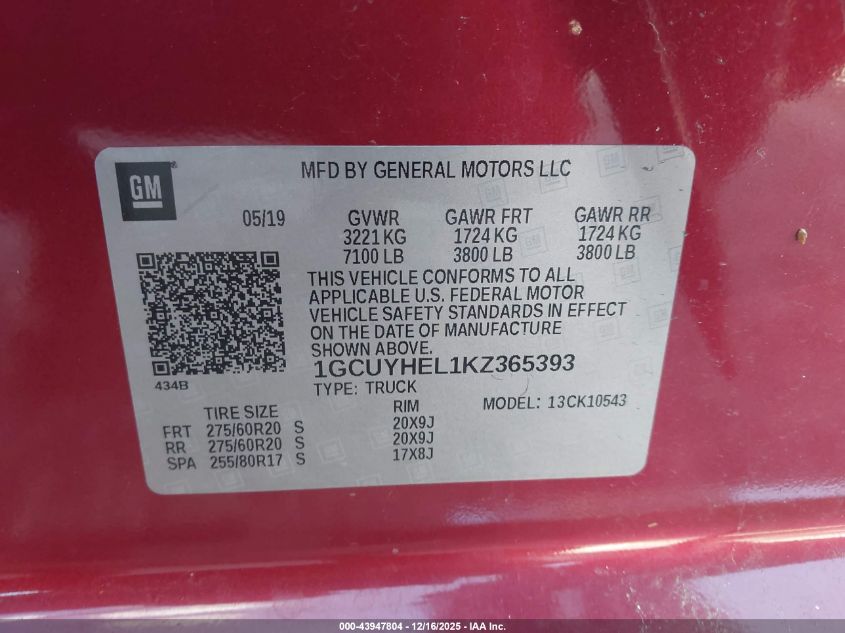 GM®
MFD BY GENERAL MOTORS LLC
05/19 GVWR GAWR FRT GAWR RR
3221 KG 1724 KG 1724 KG
7100 LB 3800 LB 3800 LB
THIS VEHICLE CONFORMS TO ALL
APPLICABLE U.S. FEDERAL MOTOR
VEHICLE SAFETY STANDARDS IN EFFECT
ON THE DATE OF MANUFACTURE
SHOWN ABOVE.
434B
1GCUYHEL1KZ365393
TYPE: TRUCK
TIRE SIZE RIM MODEL: 13CK10543
FRT 275/60R20 S 20X9J
RR 275/60R20 S 20X9J
SPA 255/80R17 S 17X8J
000-43947804 - 12/16/2025 - IAA Inc.